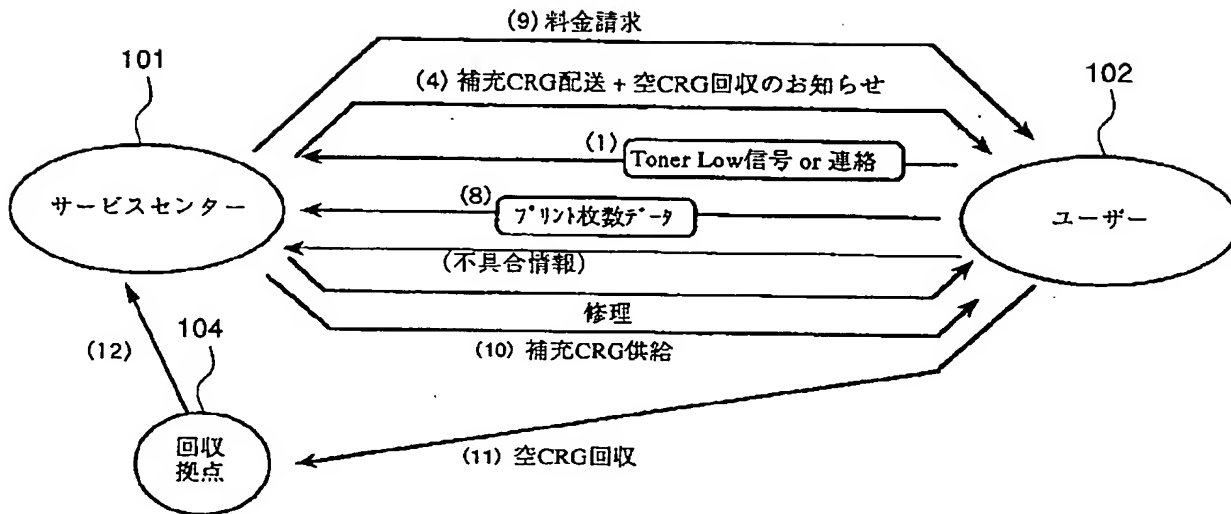 (9) 料金請求
101
102
(4) 補充CRG配送 + 空CRG回収のお知らせ
(1)
Toner Low信号 or 連絡
サービスセンター
(8)
プリント枚数データ
ユーザー
(不具合情報)
修理
104
(12)
(10) 補充CRG供給
回収
拠点
(11) 空CRG回収